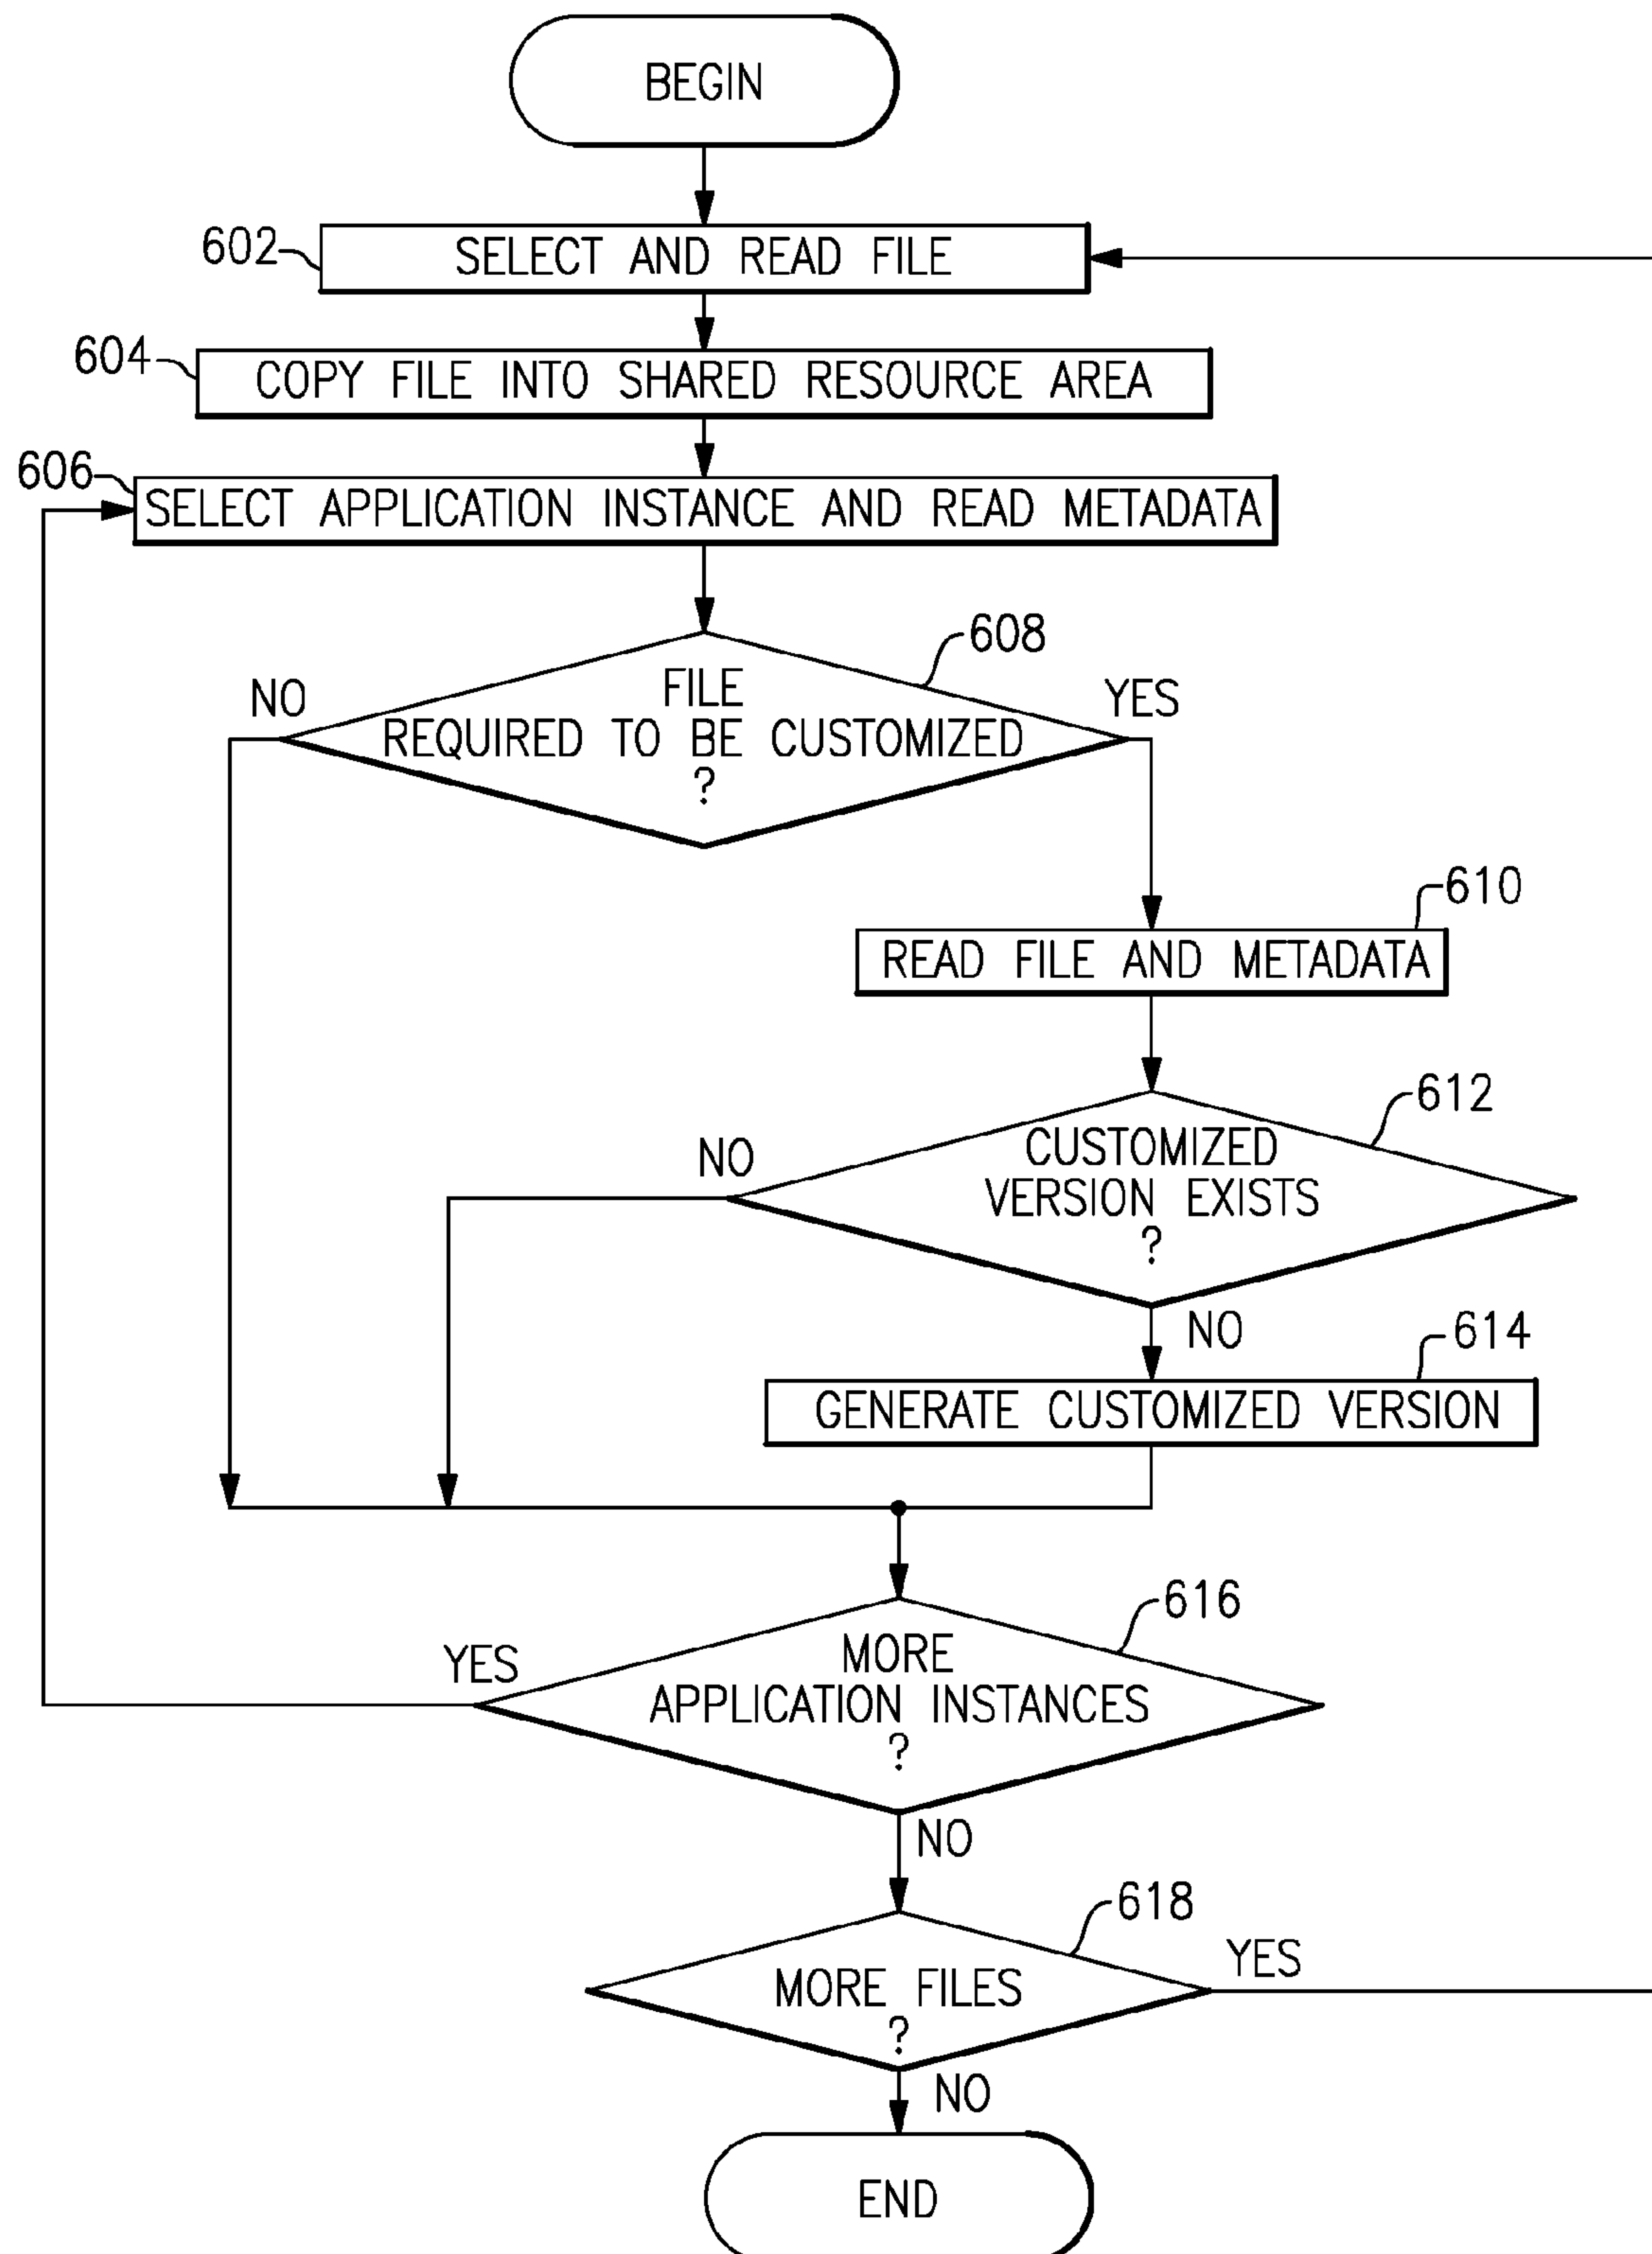 BEGIN
602
SELECT AND READ FILE
604
COPY FILE INTO SHARED RESOURCE AREA
606
SELECT APPLICATION INSTANCE AND READ METADATA
608
NO
FILE
YES
REQUIRED TO BE CUSTOMIZED
?
610
READ FILE AND METADATA
612
NO
CUSTOMIZED
VERSION EXISTS
?
NO
614
GENERATE CUSTOMIZED VERSION
616
YES
MORE
APPLICATION INSTANCES
?
NO
618
YES
MORE FILES
?
NO
END